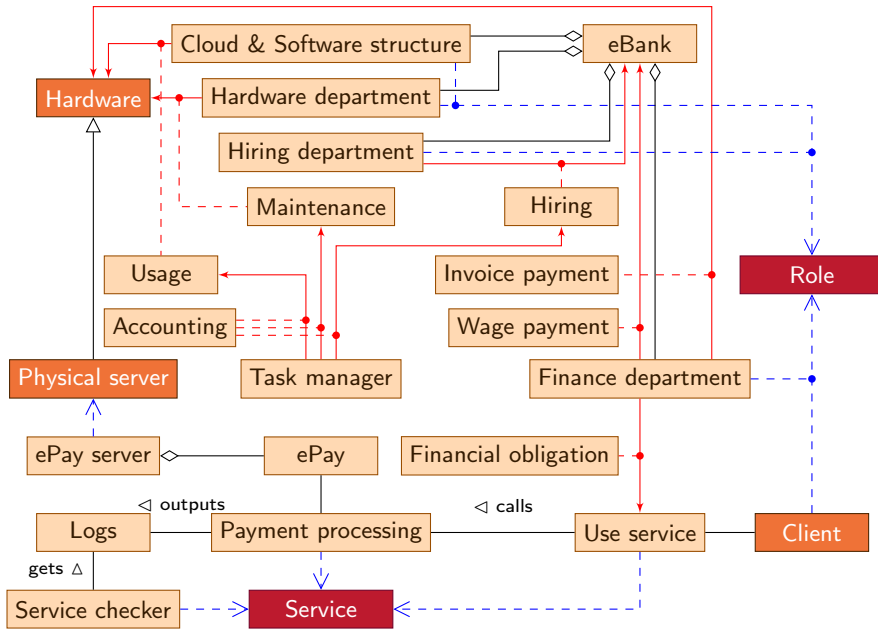 Cloud & Software structure
eBank
Hardware
Hardware department
Hiring department
Maintenance
Hiring
Usage
Invoice payment
Role
Accounting
Wage payment
Physical server
Task manager
Finance department
ePay server
ePay
Financial obligation
◁ outputs
◁ calls
Logs
Payment processing
Use service
Client
gets △
Service checker
Service